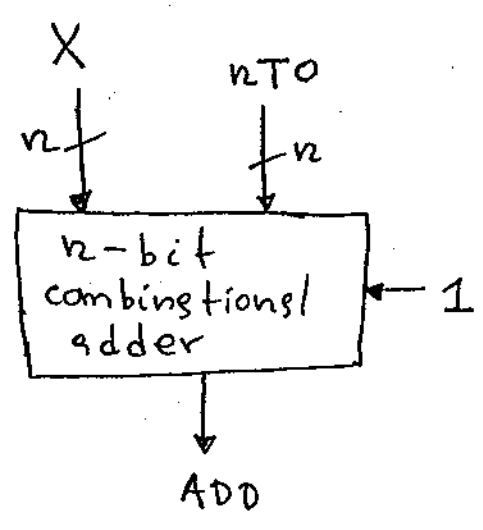 X
nTO
n
n
n-bit
combinational
adder
1
ADD